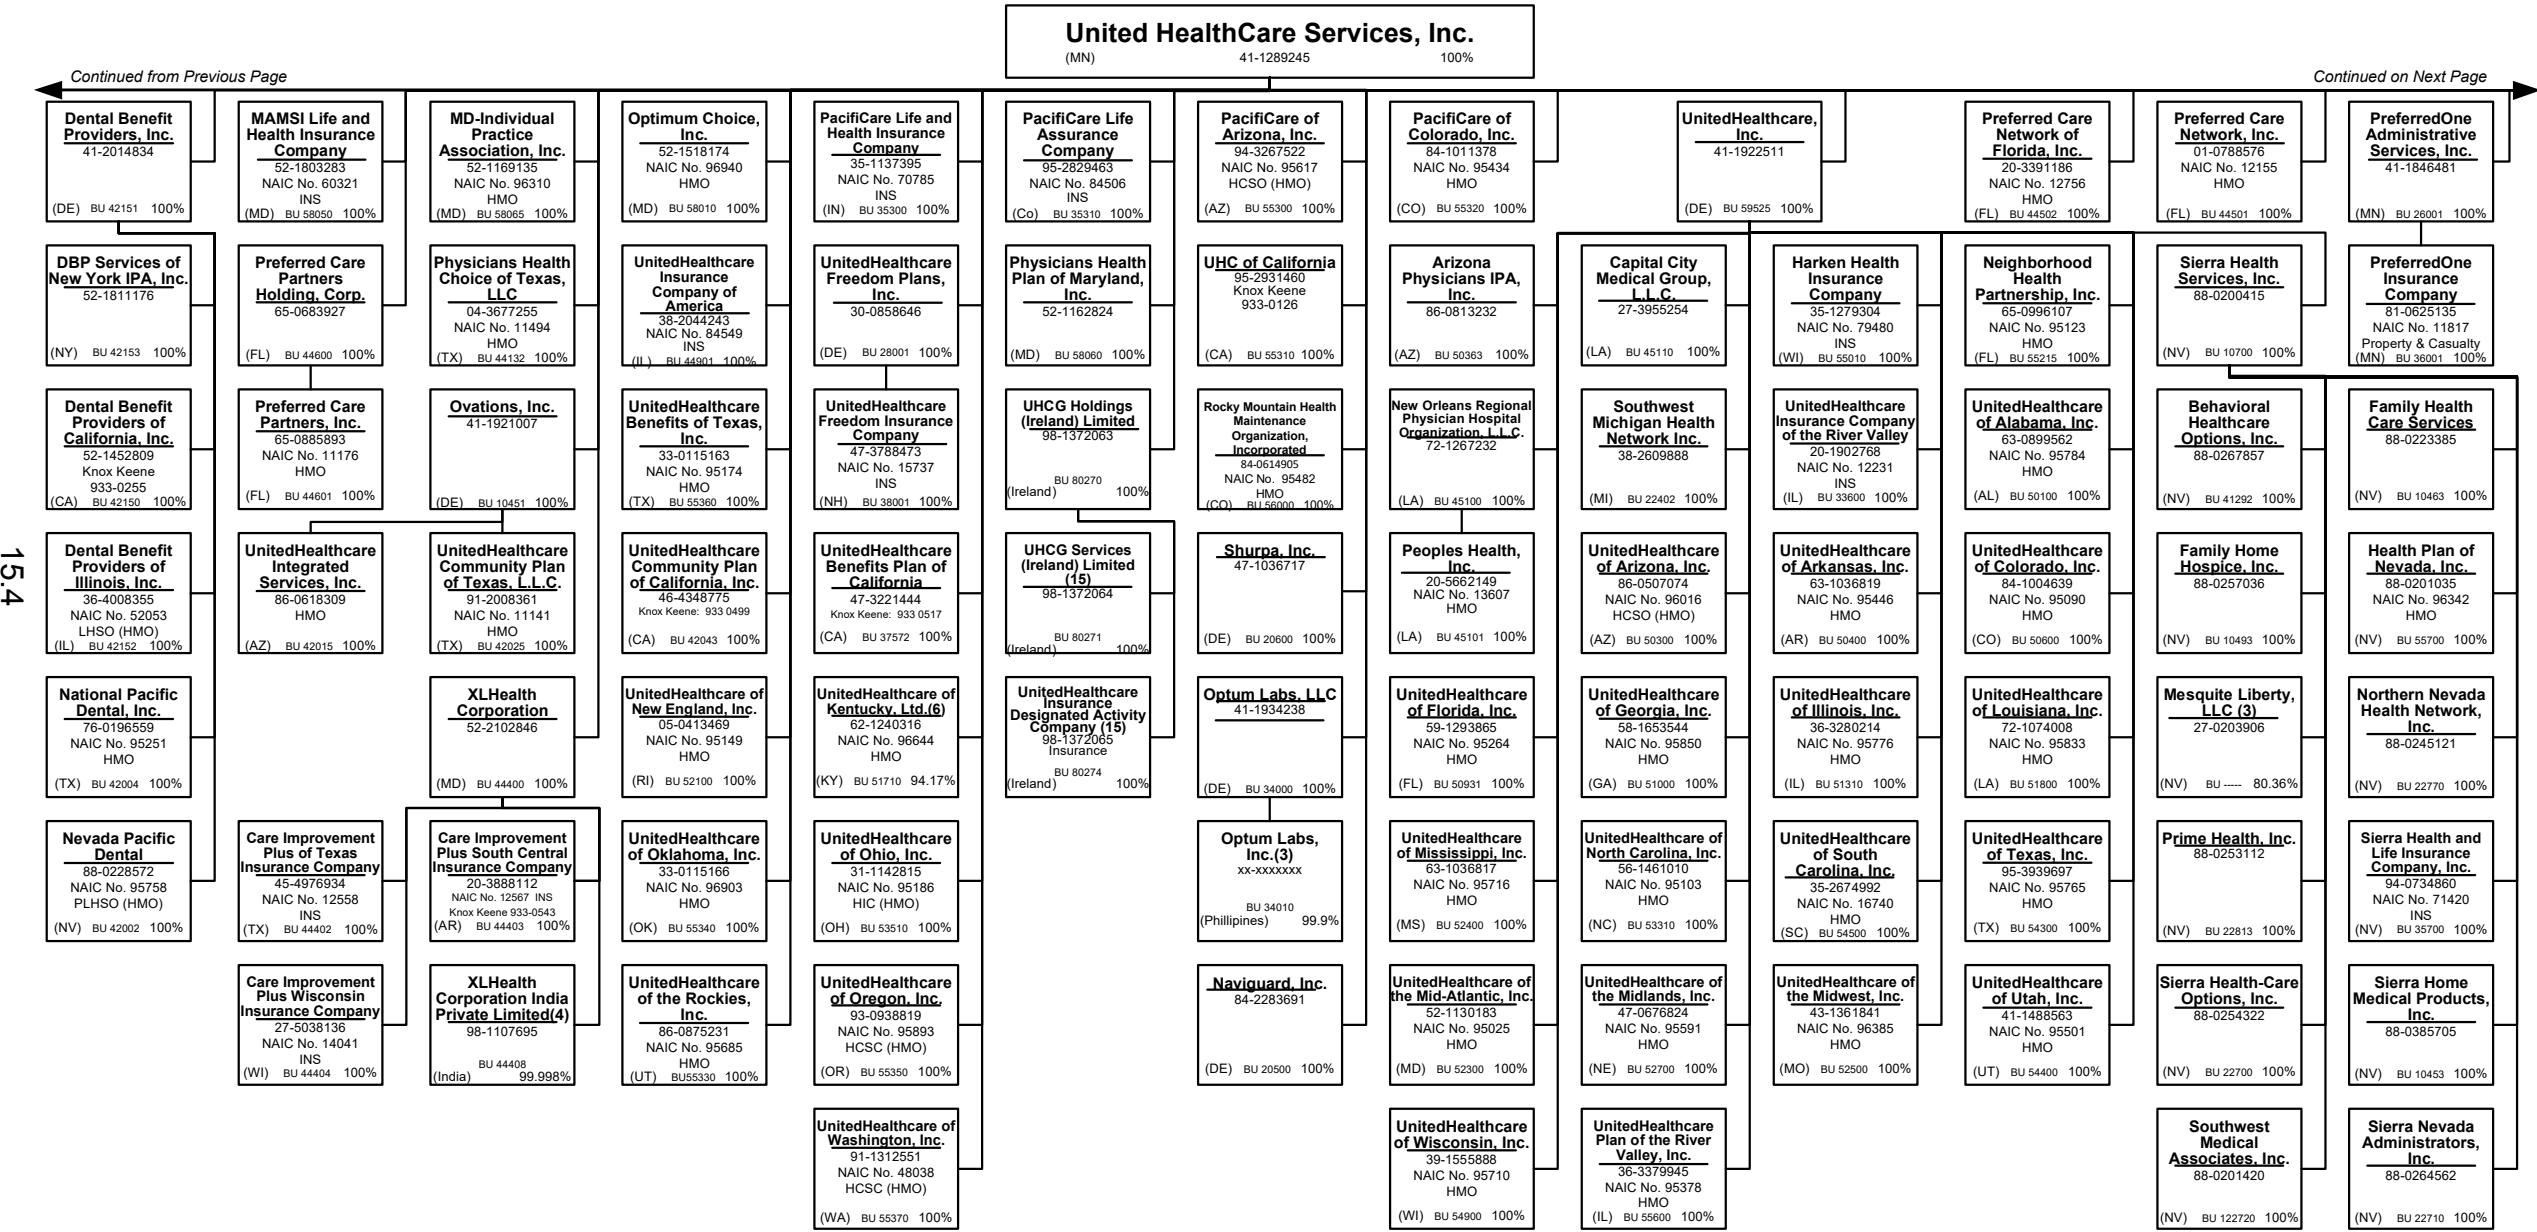 United HealthCare Services, Inc.
(MN) 41-1289245 100%
Continued from Previous Page
Continued on Next Page
Dental Benefit
Providers, Inc.
41-2014834
(DE) BU 42151 100%
MAMSI Life and
Health Insurance
Company
52-1803283
NAIC No. 60321
INS
(MD) BU 58050 100%
MD-Individual
Practice
Association, Inc.
52-1169135
NAIC No. 96310
HMO
(MD) BU 58065 100%
Optimum Choice,
Inc.
52-1518174
NAIC No. 96940
HMO
(MD) BU 58010 100%
PacifiCare Life and
Health Insurance
Company
35-1137395
NAIC No. 70785
INS
(IN) BU 35300 100%
PacifiCare Life
Assurance
Company
95-2829463
NAIC No. 84506
INS
(Co) BU 35310 100%
PacifiCare of
Arizona, Inc.
94-3267522
NAIC No. 95617
HCSO (HMO)
(AZ) BU 55300 100%
PacifiCare of
Colorado, Inc.
84-1011378
NAIC No. 95434
HMO
(CO) BU 55320 100%
UnitedHealthcare,
Inc.
41-1922511
(DE) BU 59525 100%
Preferred Care
Network of
Florida, Inc.
20-3391186
NAIC No. 12756
HMO
(FL) BU 44502 100%
Preferred Care
Network, Inc.
01-0788576
NAIC No. 12155
HMO
(FL) BU 44501 100%
PreferredOne
Administrative
Services, Inc.
41-1846481
(MN) BU 26001 100%
DBP Services of
New York IPA, Inc.
52-1811176
(NY) BU 42153 100%
Preferred Care
Partners
Holding, Corp.
65-0683927
(FL) BU 44600 100%
Physicians Health
Choice of Texas,
LLC
04-3677255
NAIC No. 11494
HMO
(TX) BU 44132 100%
UnitedHealthcare
Insurance
Company of
America
38-2044243
NAIC No. 84549
INS
(IL) BU 44901 100%
UnitedHealthcare
Freedom Plans,
Inc.
30-0858646
(DE) BU 28001 100%
Physicians Health
Plan of Maryland,
Inc.
52-1162824
(MD) BU 58060 100%
UHC of California
95-2931460
Knox Keene
933-0126
(CA) BU 55310 100%
Arizona
Physicians IPA,
Inc.
86-0813232
(AZ) BU 50363 100%
Capital City
Medical Group,
L.L.C.
27-3955254
(LA) BU 45110 100%
Harken Health
Insurance
Company
35-1279304
NAIC No. 79480
INS
(WI) BU 55010 100%
Neighborhood
Health
Partnership, Inc.
65-0996107
NAIC No. 95123
HMO
(FL) BU 55215 100%
Sierra Health
Services, Inc.
88-0200415
(NV) BU 10700 100%
PreferredOne
Insurance
Company
81-0625135
NAIC No. 11817
Property & Casualty
(MN) BU 36001 100%
Dental Benefit
Providers of
California, Inc.
52-1452809
Knox Keene
933-0255
(CA) BU 42150 100%
Preferred Care
Partners, Inc.
65-0885893
NAIC No. 11176
HMO
(FL) BU 44601 100%
Ovations, Inc.
41-1921007
(DE) BU 10451 100%
UnitedHealthcare
Benefits of Texas,
Inc.
33-0115163
NAIC No. 95174
HMO
(TX) BU 55360 100%
UnitedHealthcare
Freedom Insurance
Company
47-3788473
NAIC No. 15737
INS
(NH) BU 38001 100%
UHCG Holdings
(Ireland) Limited
98-1372063
BU 80270
(Ireland) 100%
Rocky Mountain Health
Maintenance
Organization,
Incorporated
84-0614905
NAIC No. 95482
HMO
(CO) BU 56000 100%
New Orleans Regional
Physician Hospital
Organization, L.L.C.
72-1267232
(LA) BU 45100 100%
Southwest
Michigan Health
Network Inc.
38-2609888
(MI) BU 22402 100%
UnitedHealthcare
Insurance Company
of the River Valley
20-1902768
NAIC No. 12231
INS
(IL) BU 33600 100%
UnitedHealthcare
of Alabama, Inc.
63-0899562
NAIC No. 95784
HMO
(AL) BU 50100 100%
Behavioral
Healthcare
Options, Inc.
88-0267857
(NV) BU 41292 100%
Family Health
Care Services
88-0223385
(NV) BU 10463 100%
Dental Benefit
Providers of
Illinois, Inc.
36-4008355
NAIC No. 52053
LHSO (HMO)
(IL) BU 42152 100%
UnitedHealthcare
Integrated
Services, Inc.
86-0618309
HMO
(AZ) BU 42015 100%
UnitedHealthcare
Community Plan
of Texas, L.L.C.
91-2008361
NAIC No. 11141
HMO
(TX) BU 42025 100%
UnitedHealthcare
Community Plan
of California, Inc.
46-4348775
Knox Keene: 933 0499
(CA) BU 42043 100%
UnitedHealthcare
Benefits Plan of
California
47-3221444
Knox Keene: 933 0517
(CA) BU 37572 100%
UHCG Services
(Ireland) Limited
(15)
98-1372064
BU 80271
(Ireland) 100%
Shurpa, Inc.
47-1036717
(DE) BU 20600 100%
Peoples Health,
Inc.
20-5662149
NAIC No. 13607
HMO
(LA) BU 45101 100%
UnitedHealthcare
of Arizona, Inc.
86-0507074
NAIC No. 96016
HCSO (HMO)
(AZ) BU 50300 100%
UnitedHealthcare
of Arkansas, Inc.
63-1036819
NAIC No. 95446
HMO
(AR) BU 50400 100%
UnitedHealthcare
of Colorado, Inc.
84-1004639
NAIC No. 95090
HMO
(CO) BU 50600 100%
Family Home
Hospice, Inc.
88-0257036
(NV) BU 10493 100%
Health Plan of
Nevada, Inc.
88-0201035
NAIC No. 96342
HMO
(NV) BU 55700 100%
15.4
National Pacific
Dental, Inc.
76-0196559
NAIC No. 95251
HMO
(TX) BU 42004 100%
XLHealth
Corporation
52-2102846
(MD) BU 44400 100%
UnitedHealthcare of
New England, Inc.
05-0413469
NAIC No. 95149
HMO
(RI) BU 52100 100%
UnitedHealthcare of
Kentucky, Ltd.(6)
62-1240316
NAIC No. 96644
HMO
(KY) BU 51710 94.17%
UnitedHealthcare
Insurance
Designated Activity
Company (15)
98-1372065
Insurance
BU 80274
(Ireland) 100%
Optum Labs, LLC
41-1934238
(DE) BU 34000 100%
UnitedHealthcare
of Florida, Inc.
59-1293865
NAIC No. 95264
HMO
(FL) BU 50931 100%
UnitedHealthcare
of Georgia, Inc.
58-1653544
NAIC No. 95850
HMO
(GA) BU 51000 100%
UnitedHealthcare
of Illinois, Inc.
36-3280214
NAIC No. 95776
HMO
(IL) BU 51310 100%
UnitedHealthcare
of Louisiana, Inc.
72-1074008
NAIC No. 95833
HMO
(LA) BU 51800 100%
Mesquite Liberty,
LLC (3)
27-0203906
(NV) BU ----- 80.36%
Northern Nevada
Health Network,
Inc.
88-0245121
(NV) BU 22770 100%
Nevada Pacific
Dental
88-0228572
NAIC No. 95758
PLHSO (HMO)
(NV) BU 42002 100%
Care Improvement
Plus of Texas
Insurance Company
45-4976934
NAIC No. 12558
INS
(TX) BU 44402 100%
Care Improvement
Plus South Central
Insurance Company
20-3888112
NAIC No. 12567 INS
Knox Keene 933-0543
(AR) BU 44403 100%
UnitedHealthcare
of Oklahoma, Inc.
33-0115166
NAIC No. 96903
HMO
(OK) BU 55340 100%
UnitedHealthcare
of Ohio, Inc.
31-1142815
NAIC No. 95186
HIC (HMO)
(OH) BU 53510 100%
Optum Labs,
Inc.(3)
xx-xxxxxxx
BU 34010
(Phillipines) 99.9%
UnitedHealthcare
of Mississippi, Inc.
63-1036817
NAIC No. 95716
HMO
(MS) BU 52400 100%
UnitedHealthcare of
North Carolina, Inc.
56-1461010
NAIC No. 95103
HMO
(NC) BU 53310 100%
UnitedHealthcare
of South
Carolina, Inc.
35-2674992
NAIC No. 16740
HMO
(SC) BU 54500 100%
UnitedHealthcare
of Texas, Inc.
95-3939697
NAIC No. 95765
HMO
(TX) BU 54300 100%
Prime Health, Inc.
88-0253112
(NV) BU 22813 100%
Sierra Health and
Life Insurance
Company, Inc.
94-0734860
NAIC No. 71420
INS
(NV) BU 35700 100%
Care Improvement
Plus Wisconsin
Insurance Company
27-5038136
NAIC No. 14041
INS
(WI) BU 44404 100%
XLHealth
Corporation India
Private Limited(4)
98-1107695
BU 44408
(India) 99.998%
UnitedHealthcare
of the Rockies,
Inc.
86-0875231
NAIC No. 95685
HMO
(UT) BU55330 100%
UnitedHealthcare
of Oregon, Inc.
93-0938819
NAIC No. 95893
HCSC (HMO)
(OR) BU 55350 100%
Naviguard, Inc.
84-2283691
(DE) BU 20500 100%
UnitedHealthcare of
the Mid-Atlantic, Inc.
52-1130183
NAIC No. 95025
HMO
(MD) BU 52300 100%
UnitedHealthcare of
the Midlands, Inc.
47-0676824
NAIC No. 95591
HMO
(NE) BU 52700 100%
UnitedHealthcare of
the Midwest, Inc.
43-1361841
NAIC No. 96385
HMO
(MO) BU 52500 100%
UnitedHealthcare
of Utah, Inc.
41-1488563
NAIC No. 95501
HMO
(UT) BU 54400 100%
Sierra Health-Care
Options, Inc.
88-0254322
(NV) BU 22700 100%
Sierra Home
Medical Products,
Inc.
88-0385705
(NV) BU 10453 100%
UnitedHealthcare of
Washington, Inc.
91-1312551
NAIC No. 48038
HCSC (HMO)
(WA) BU 55370 100%
UnitedHealthcare
of Wisconsin, Inc.
39-1555888
NAIC No. 95710
HMO
(WI) BU 54900 100%
UnitedHealthcare
Plan of the River
Valley, Inc.
36-3379945
NAIC No. 95378
HMO
(IL) BU 55600 100%
Southwest
Medical
Associates, Inc.
88-0201420
(NV) BU 122720 100%
Sierra Nevada
Administrators,
Inc.
88-0264562
(NV) BU 22710 100%